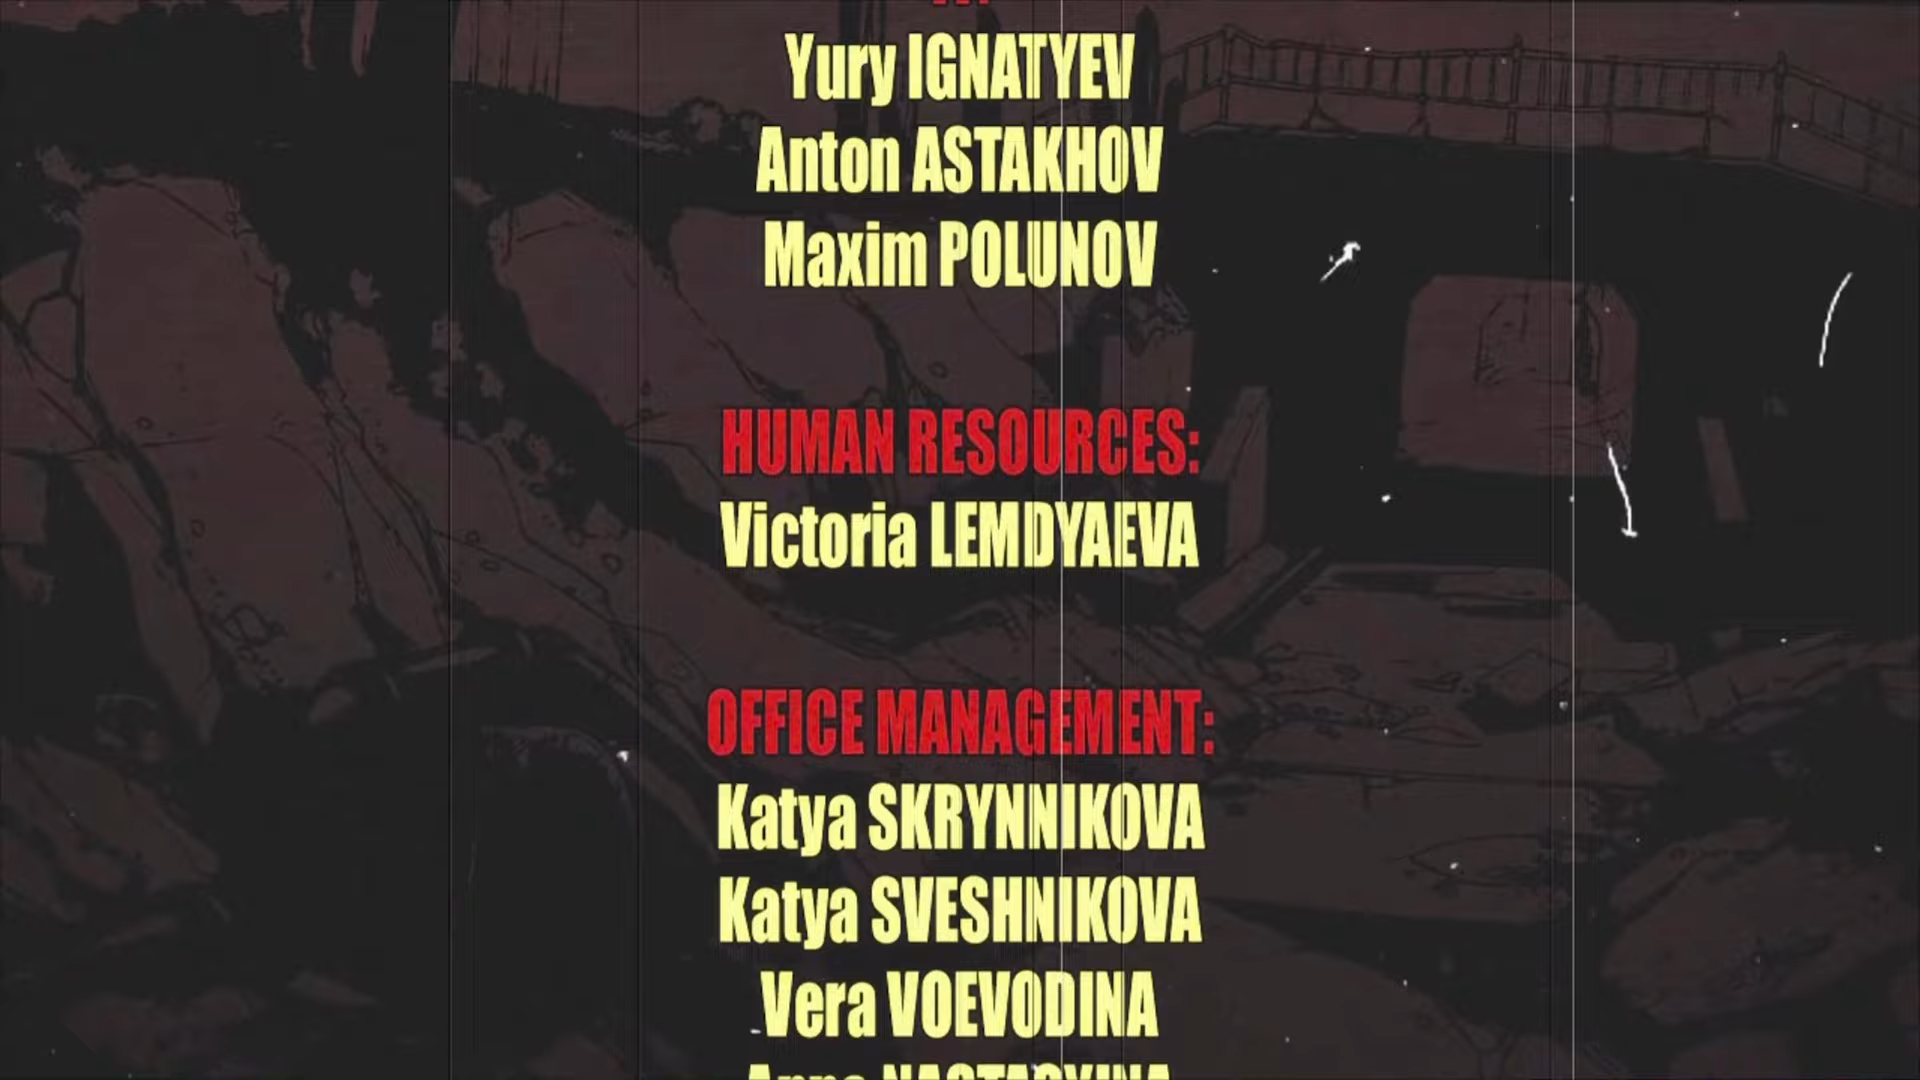 Yury IGNATYEV
Anton ASTAKHOV
Maxim POLUNOV
HUMAN RESOURCES:
Victoria LEMDYAEVA
OFFICE MANAGEMENT:
Katya SKRYNNIKOVA
Katya SVESHNIKOVA
Vera VOEVODINA